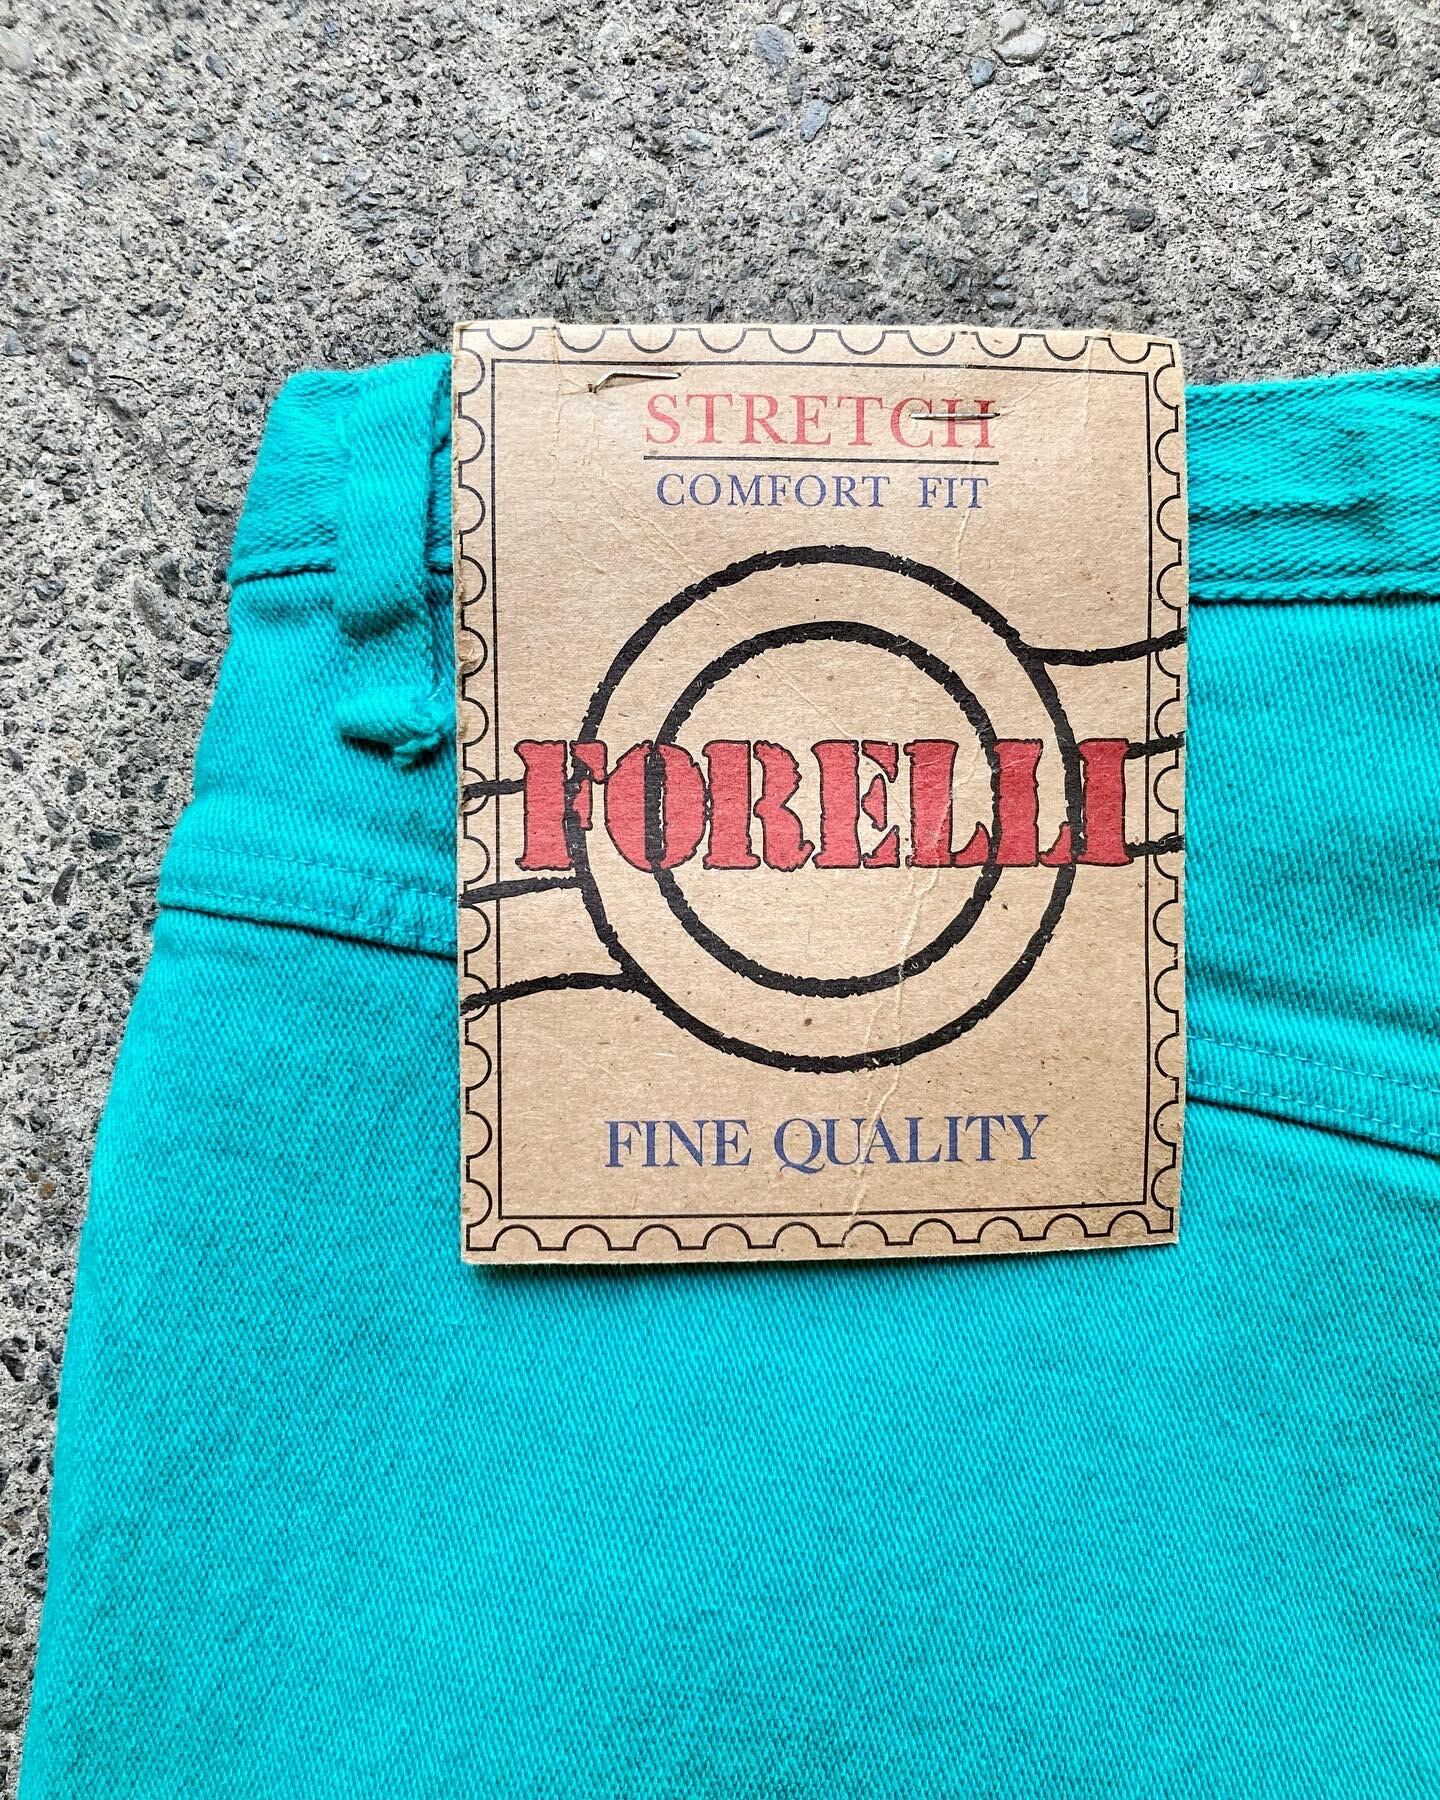 STRETCH
COMFORT FIT
FORELLI
FINE QUALITY